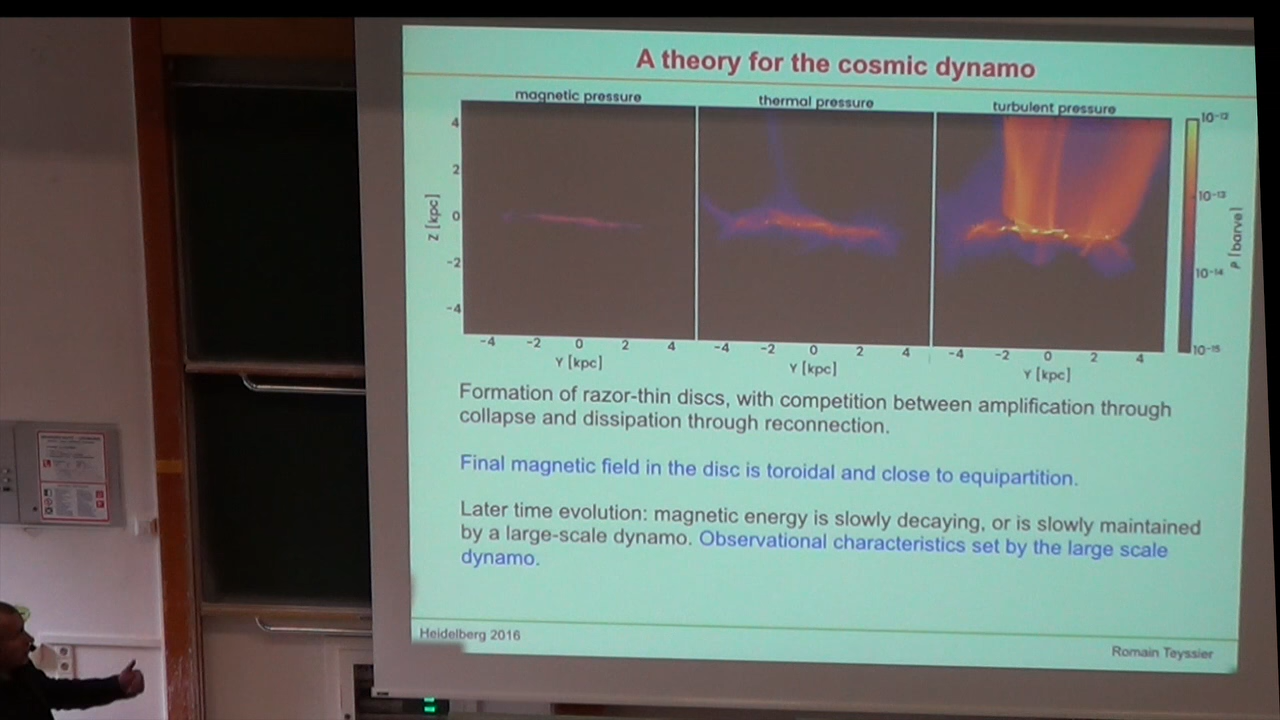 A theory for the cosmic dynamo
magnetic pressure
thermal pressure
turbulent pressure
4
2
0
-2
-4
Z [kpc]
-4 -2 0 2 4
Y [kpc]
-4 -2 0 2 4
Y [kpc]
-4 -2 0 2 4
Y [kpc]
10⁻¹²
10⁻¹³
10⁻¹⁴
10⁻¹⁵
P [barye]
Formation of razor-thin discs, with competition between amplification through
collapse and dissipation through reconnection.
Final magnetic field in the disc is toroidal and close to equipartition.
Later time evolution: magnetic energy is slowly decaying, or is slowly maintained
by a large-scale dynamo. Observational characteristics set by the large scale
dynamo.
Heidelberg 2016
Romain Teyssier